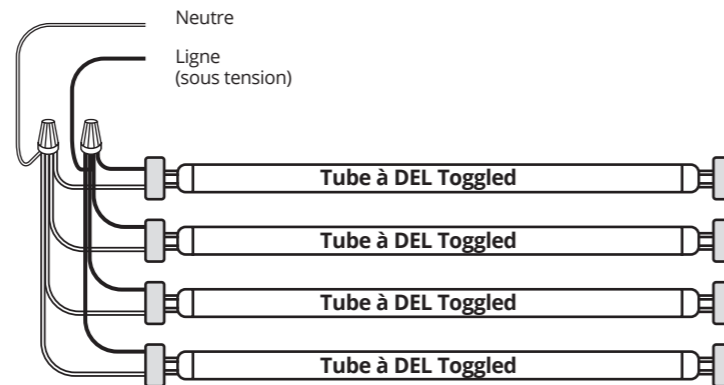 Neutre
Ligne
(sous tension)
Tube à DEL Toggled
Tube à DEL Toggled
Tube à DEL Toggled
Tube à DEL Toggled